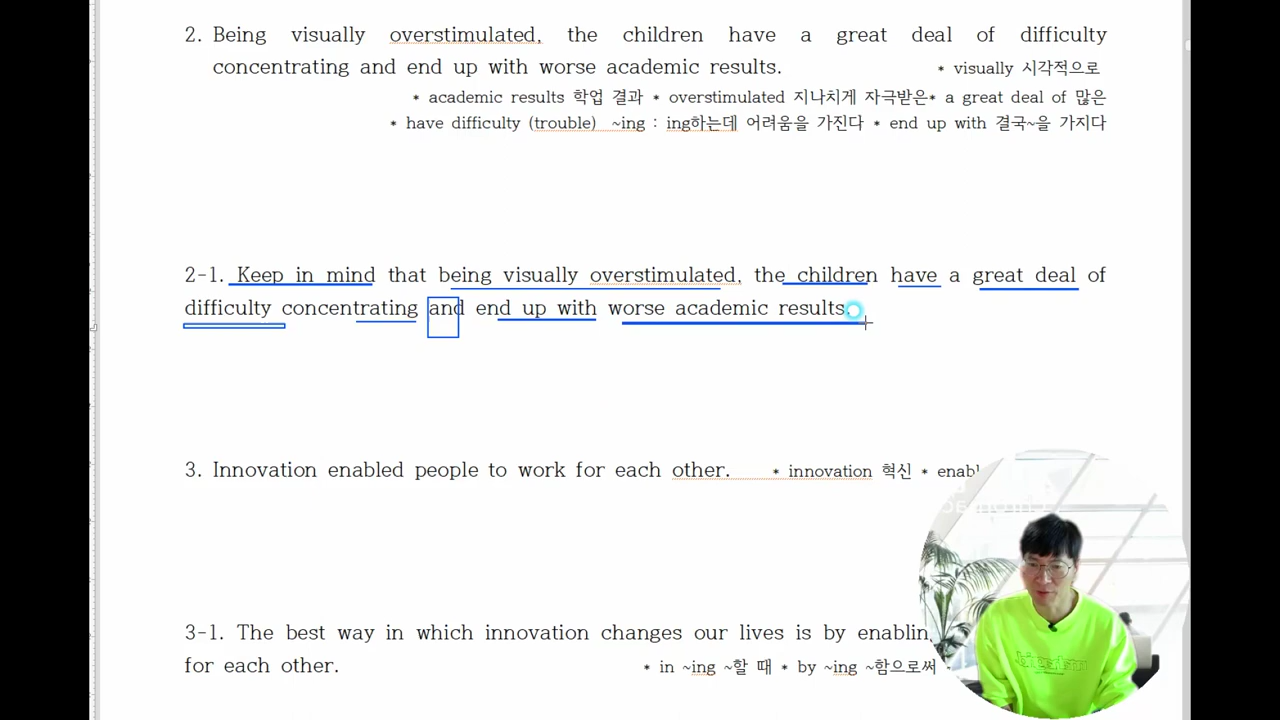 2. Being visually overstimulated, the children have a great deal of difficulty
concentrating and end up with worse academic results. * visually 시각적으로
* academic results 학업 결과 * overstimulated 지나치게 자극받은* a great deal of 많은
* have difficulty (trouble) ~ing : ing하는데 어려움을 가진다 * end up with 결국~을 가지다
2-1. Keep in mind that being visually overstimulated, the children have a great deal of
difficulty concentrating and end up with worse academic results.
3. Innovation enabled people to work for each other. * innovation 혁신 *
3-1. The best way in which innovation changes our lives is by
for each other. * in ~ing ~할 때 * by ~ing ~함으로써